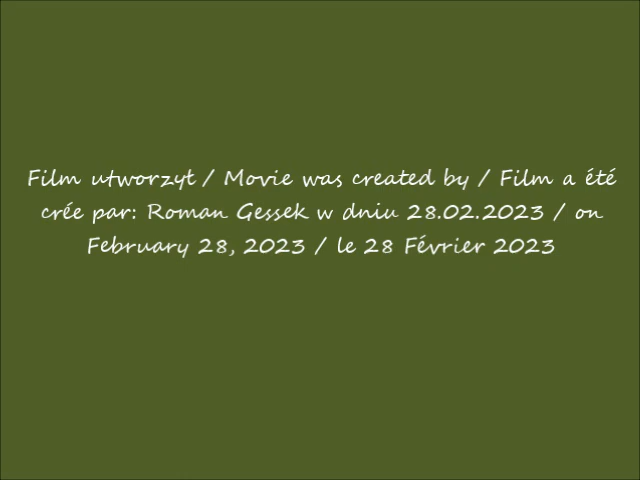 Film utworzył / Movie was created by / Film a été
crée par: Roman Gessek w dniu 28.02.2023 / on
February 28, 2023 / le 28 Février 2023